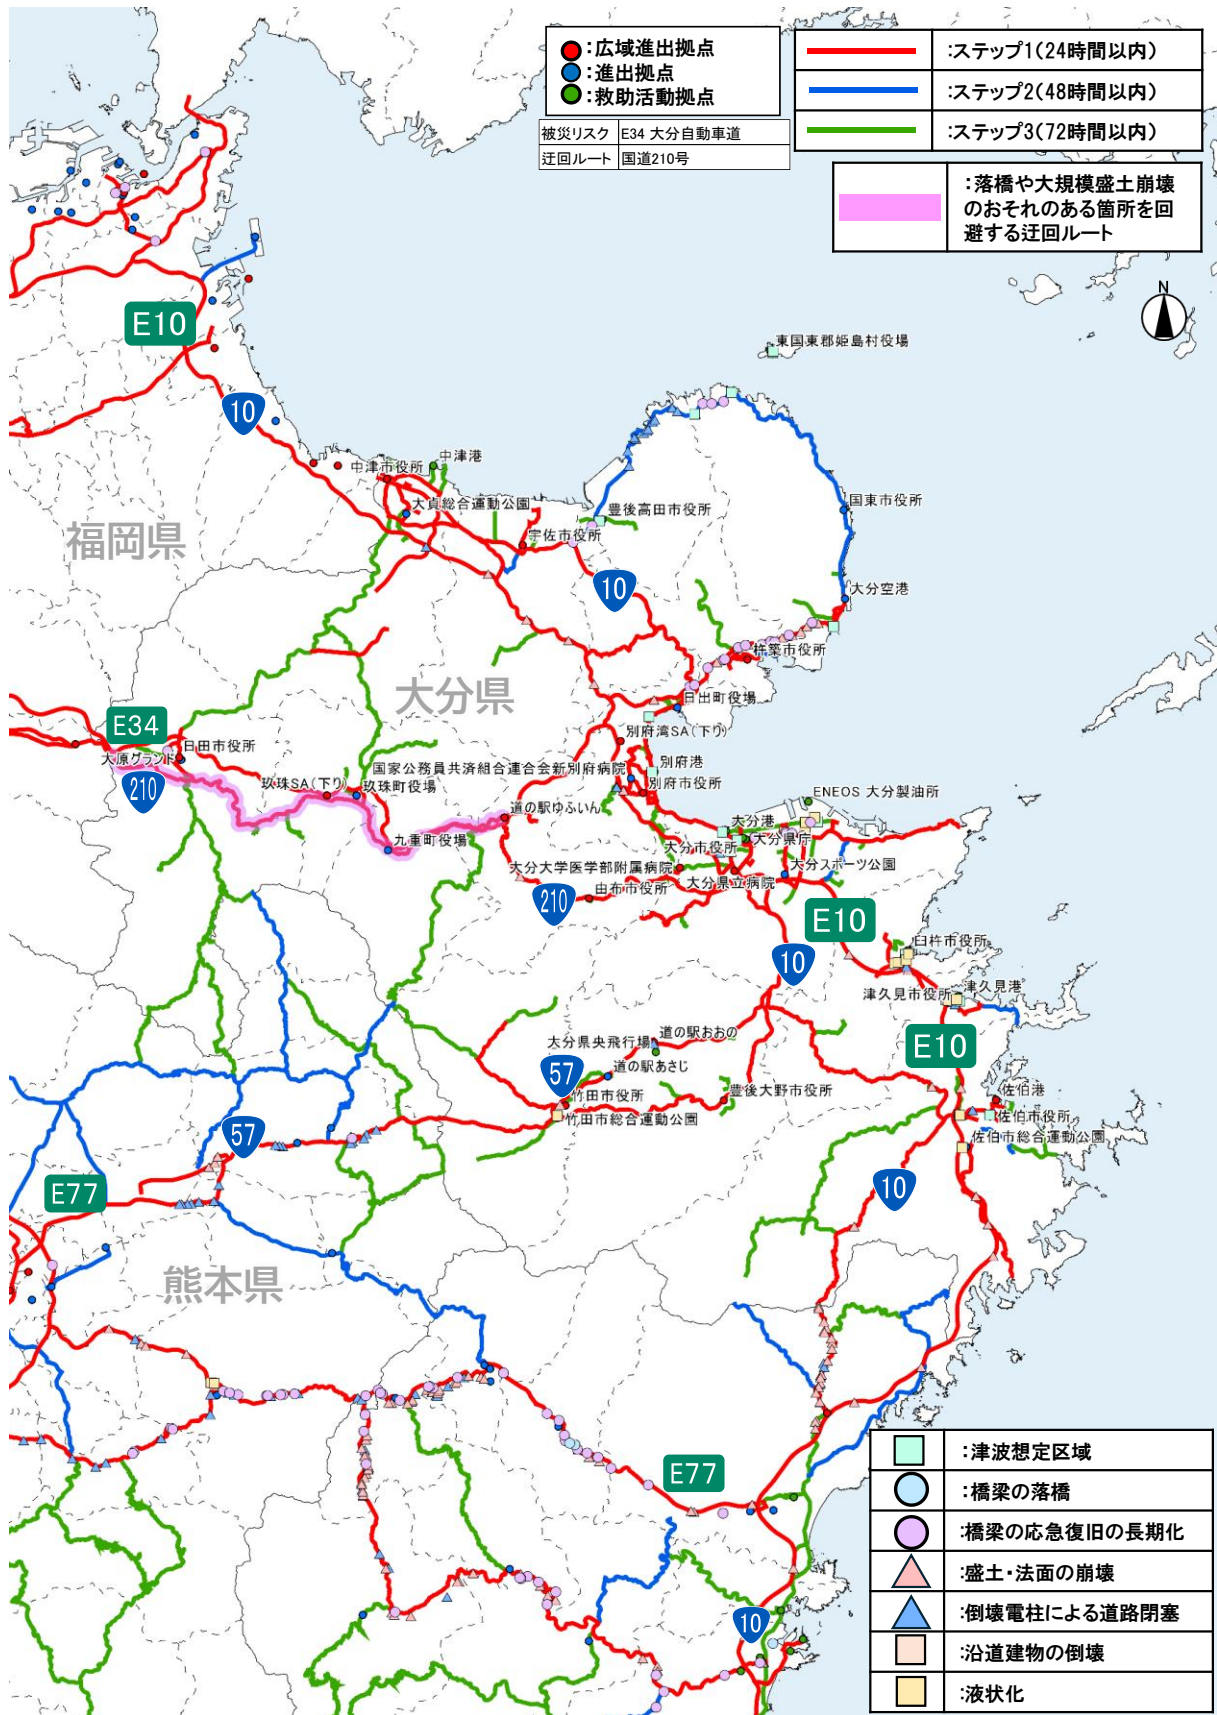 :広域進出拠点
:進出拠点
:救助活動拠点
:ステップ1(24時間以内)
:ステップ2(48時間以内)
:ステップ3(72時間以内)
被災リスク E34 大分自動車道
迂回ルート 国道210号
:落橋や大規模盛土崩壊
のおそれのある箇所を回
避する迂回ルート
N
E10
東国東郡姫島村役場
10
中津港
中津市役所
大貞総合運動公園
豊後高田市役所
国東市役所
福岡県
宇佐市役所
10
大分空港
杵築市役所
大分県
日出町役場
E34
別府湾SA(下り)
日田市役所
大原グランド
別府港
国家公務員共済組合連合会新別府病院
210
玖珠SA(下り)
玖珠町役場
別府市役所
ENEOS 大分製油所
道の駅ゆふいん
大分港
九重町役場
大分市役所
大分県庁
大分大学医学部附属病院
大分スポーツ公園
大分県立病院
由布市役所
210
E10
臼杵市役所
10
津久見市役所
津久見港
道の駅おおの
大分県央飛行場
E10
57
道の駅あさじ
竹田市役所
豊後大野市役所
佐伯港
竹田市総合運動公園
佐伯市役所
57
佐伯市総合運動公園
E77
10
熊本県
:津波想定区域
E77
:橋梁の落橋
:橋梁の応急復旧の長期化
:盛土・法面の崩壊
:倒壊電柱による道路閉塞
10
:沿道建物の倒壊
:液状化